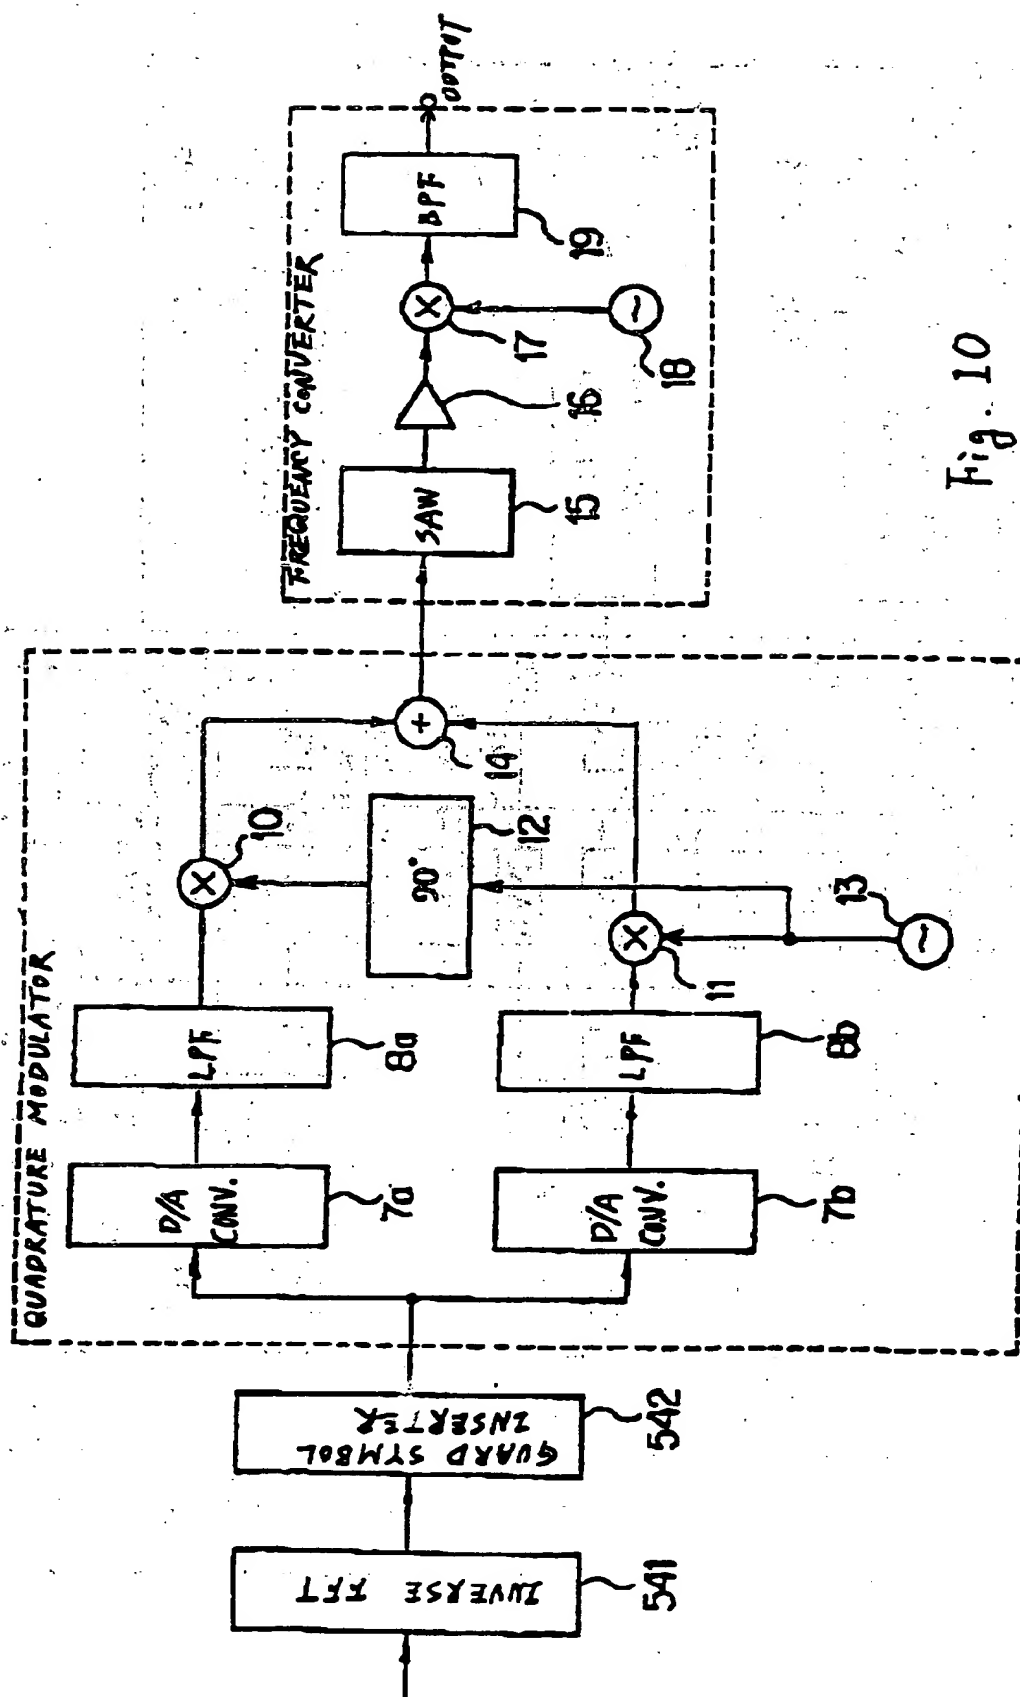 INVERSE FFT
541
GUARD SYMBOL
INSERTER
542
QUADRATURE MODULATOR
D/A
CONV.
7a
LPF
8a
D/A
CONV.
7b
LPF
8b
10
90°
12
11
13
14
FREQUENCY CONVERTER
SAW
15
16
17
18
BPF
19
OUTPUT
Fig. 10